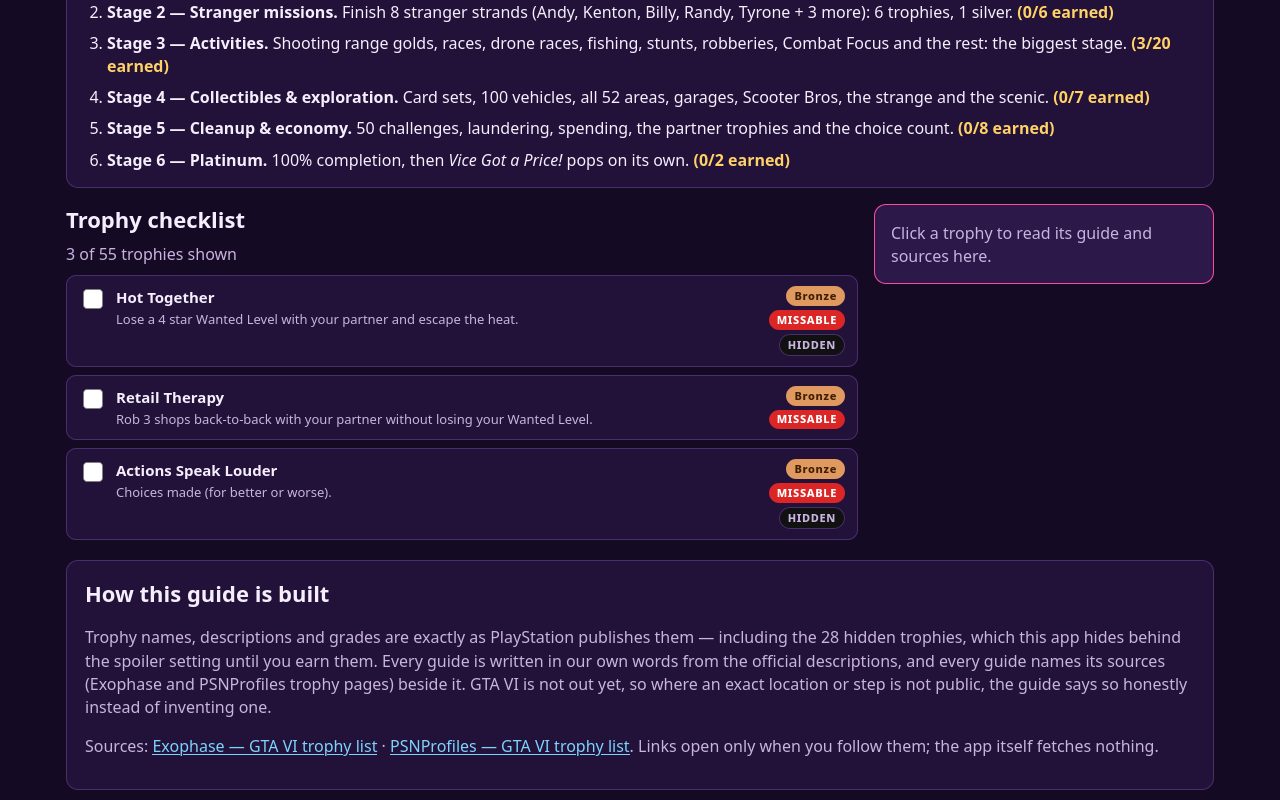 2. Stage 2 — Stranger missions. Finish 8 stranger strands (Andy, Kenton, Billy, Randy, Tyrone + 3 more): 6 trophies, 1 silver. (0/6 earned)
3. Stage 3 — Activities. Shooting range golds, races, drone races, fishing, stunts, robberies, Combat Focus and the rest: the biggest stage. (3/20
earned)
4. Stage 4 — Collectibles & exploration. Card sets, 100 vehicles, all 52 areas, garages, Scooter Bros, the strange and the scenic. (0/7 earned)
5. Stage 5 — Cleanup & economy. 50 challenges, laundering, spending, the partner trophies and the choice count. (0/8 earned)
6. Stage 6 — Platinum. 100% completion, then Vice Got a Price! pops on its own. (0/2 earned)
Trophy checklist
3 of 55 trophies shown
Hot Together
Lose a 4 star Wanted Level with your partner and escape the heat.
Bronze
MISSABLE
HIDDEN
Retail Therapy
Rob 3 shops back-to-back with your partner without losing your Wanted Level.
Bronze
MISSABLE
Actions Speak Louder
Choices made (for better or worse).
Bronze
MISSABLE
HIDDEN
Click a trophy to read its guide and
sources here.
How this guide is built
Trophy names, descriptions and grades are exactly as PlayStation publishes them — including the 28 hidden trophies, which this app hides behind
the spoiler setting until you earn them. Every guide is written in our own words from the official descriptions, and every guide names its sources
(Exophase and PSNProfiles trophy pages) beside it. GTA VI is not out yet, so where an exact location or step is not public, the guide says so honestly
instead of inventing one.
Sources: Exophase — GTA VI trophy list · PSNProfiles — GTA VI trophy list. Links open only when you follow them; the app itself fetches nothing.